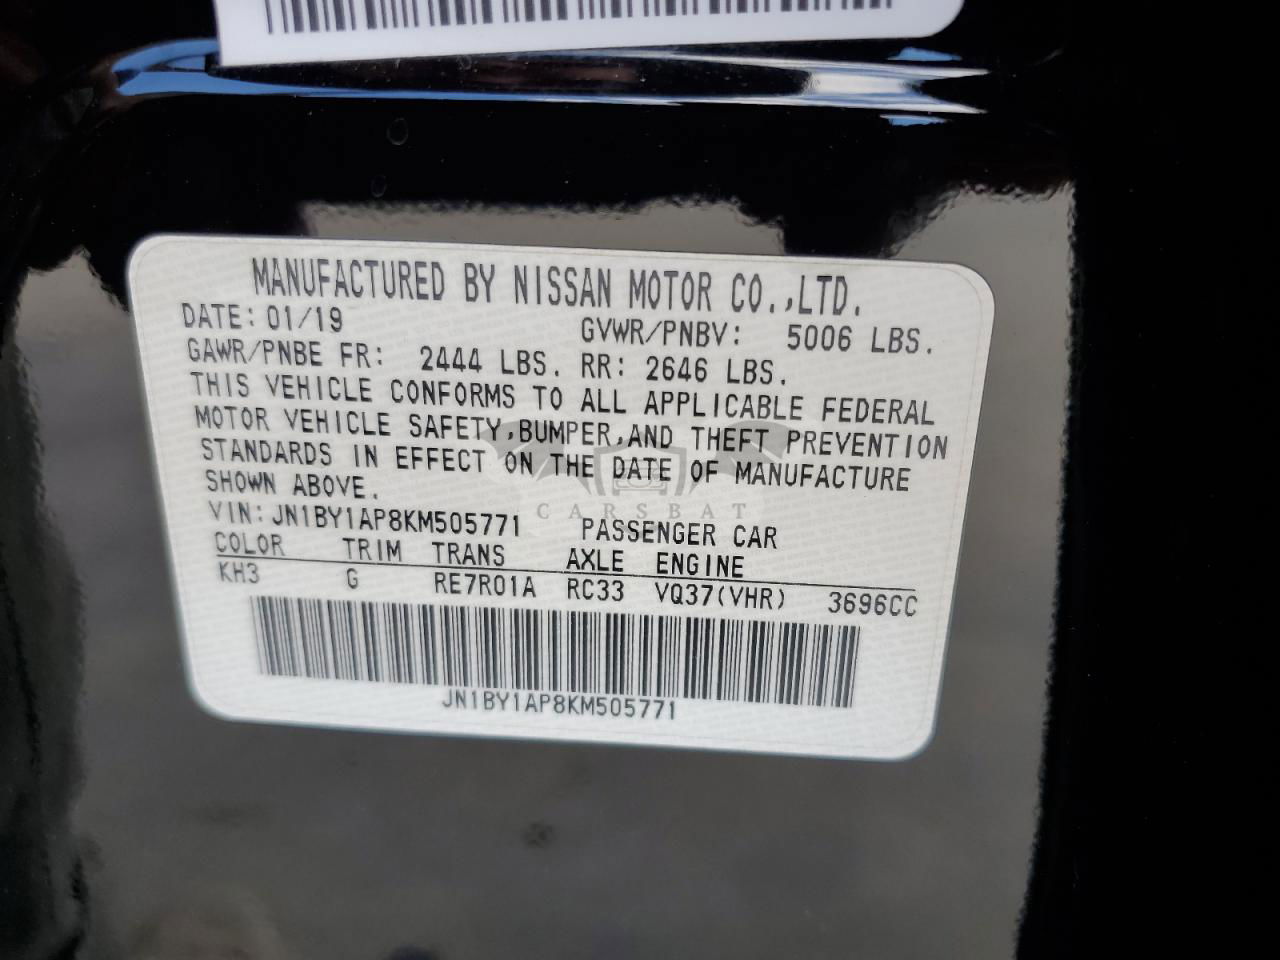 MANUFACTURED BY NISSAN MOTOR CO.,LTD.
DATE: 01/19 GVWR/PNBV: 5006 LBS.
GAWR/PNBE FR: 2444 LBS. RR: 2646 LBS.
THIS VEHICLE CONFORMS TO ALL APPLICABLE FEDERAL
MOTOR VEHICLE SAFETY,BUMPER,AND THEFT PREVENTION
STANDARDS IN EFFECT ON THE DATE OF MANUFACTURE
SHOWN ABOVE.
CARSBAT
VIN: JN1BY1AP8KM505771 PASSENGER CAR
COLOR TRIM TRANS AXLE ENGINE
KH3 G RE7R01A RC33 VQ37(VHR) 3696CC
JN1BY1AP8KM505771